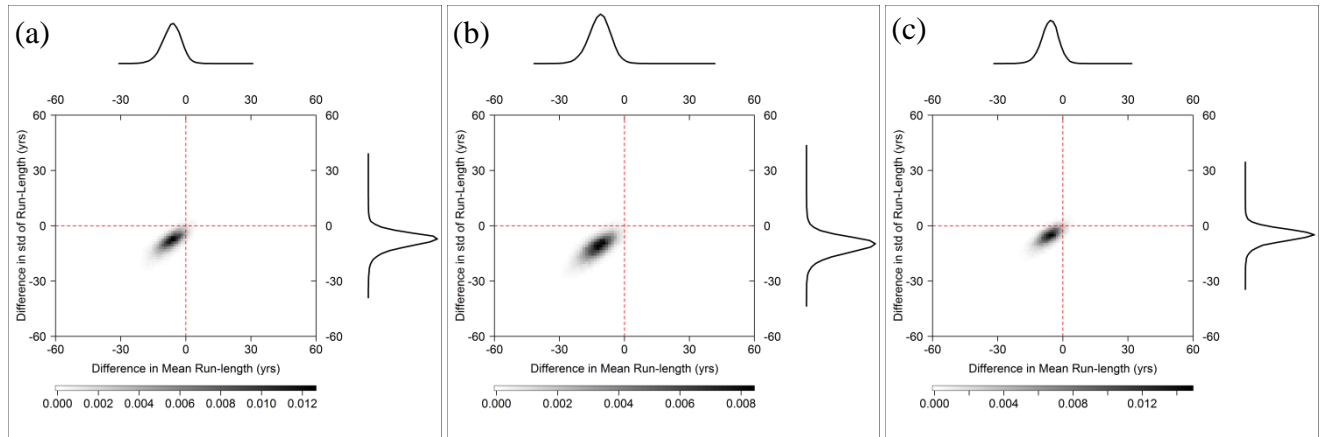 (a)
-60 -30 0 30 60
Difference in std of Run-Length (yrs)
60 60
30 30
0 0
-30 -30
-60 -60
-60 -30 0 30 60
Difference in Mean Run-length (yrs)
0.000 0.002 0.004 0.006 0.008 0.010 0.012
(b)
-60 -30 0 30 60
Difference in std of Run-Length (yrs)
60 60
30 30
0 0
-30 -30
-60 -60
-60 -30 0 30 60
Difference in Mean Run-length (yrs)
0.000 0.002 0.004 0.006 0.008
(c)
-60 -30 0 30 60
Difference in std of Run-Length (yrs)
60 60
30 30
0 0
-30 -30
-60 -60
-60 -30 0 30 60
Difference in Mean Run-length (yrs)
0.000 0.004 0.008 0.012